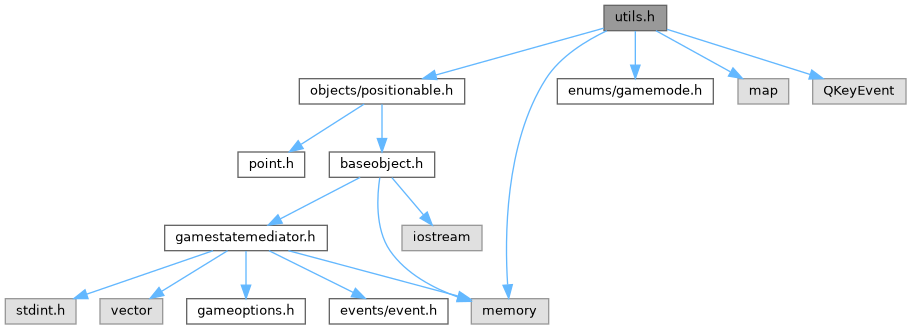 utils.h
objects/positionable.h
enums/gamemode.h
map
QKeyEvent
point.h
baseobject.h
gamestatemediator.h
iostream
stdint.h
vector
gameoptions.h
events/event.h
memory